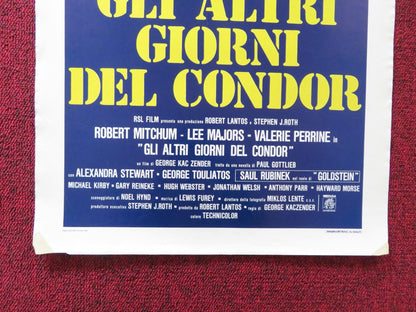 GLI ALTRI
GIORNI
DEL CONDOR
RSL FILM presenta una produzione ROBERT LANTOS, STEPHEN J.ROTH
ROBERT MITCHUM - LEE MAJORS - VALERIE PERRINE in
"GLI ALTRI GIORNI DEL CONDOR"
un film di GEORGE KAC ZENDER tratto da una novella di PAUL GOTTLIEB
con ALEXANDRA STEWART - GEORGE TOULIATOS SAUL RUBINEK nel ruolo di "GOLDSTEIN"
MICHAEL KIRBY - GARY REINEKE - HUGH WEBSTER - JONATHAN WELSH - ANTHONY PARR - HAYWARD MORSE
sceneggiatore di NOEL HYND - musica di LEWIS FUREY - direttore della fotografia MIKLOS LENTE - a.s.c.
produttore esecutivo STEPHEN J.ROTH - prodotto da ROBERT LANTOS - regia di GEORGE KACZENDER
colore TECHNICOLOR